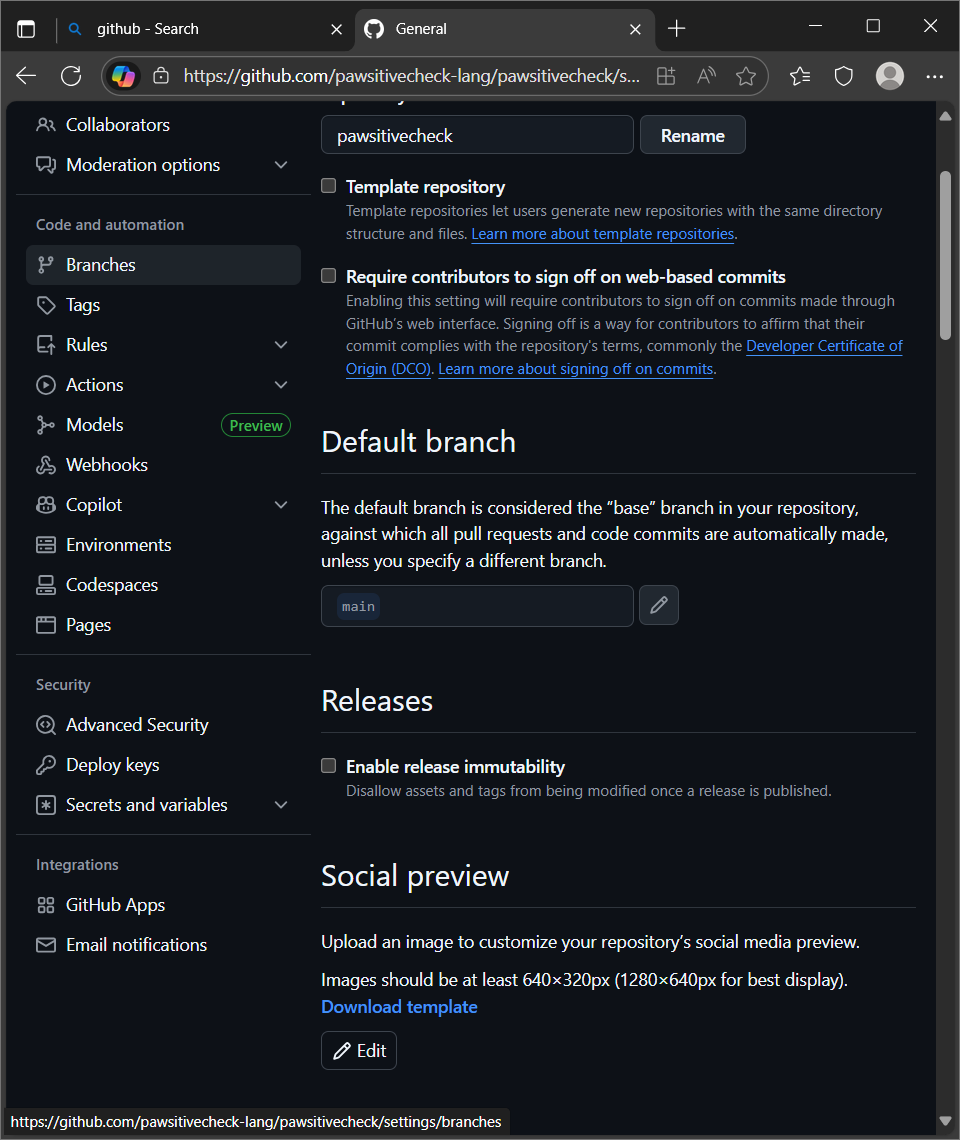 github - Search
General
https://github.com/pawsitivecheck-lang/pawsitivecheck/s...
Collaborators
Moderation options
Code and automation
Branches
Tags
Rules
Actions
Models
Preview
Webhooks
Copilot
Environments
Codespaces
Pages
Security
Advanced Security
Deploy keys
Secrets and variables
Integrations
GitHub Apps
Email notifications
pawsitivecheck
Rename
Template repository
Template repositories let users generate new repositories with the same directory
structure and files. Learn more about template repositories.
Require contributors to sign off on web-based commits
Enabling this setting will require contributors to sign off on commits made through
GitHub's web interface. Signing off is a way for contributors to affirm that their
commit complies with the repository's terms, commonly the Developer Certificate of
Origin (DCO). Learn more about signing off on commits.
Default branch
The default branch is considered the “base” branch in your repository,
against which all pull requests and code commits are automatically made,
unless you specify a different branch.
main
Releases
Enable release immutability
Disallow assets and tags from being modified once a release is published.
Social preview
Upload an image to customize your repository’s social media preview.
Images should be at least 640×320px (1280×640px for best display).
Download template
Edit
https://github.com/pawsitivecheck-lang/pawsitivecheck/settings/branches